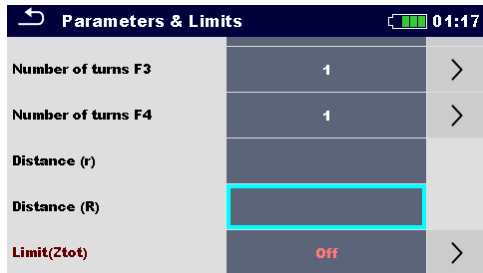 Parameters & Limits 01:17
Number of turns F3 1
Number of turns F4 1
Distance (r)
Distance (R)
Limit(Ztot) Off